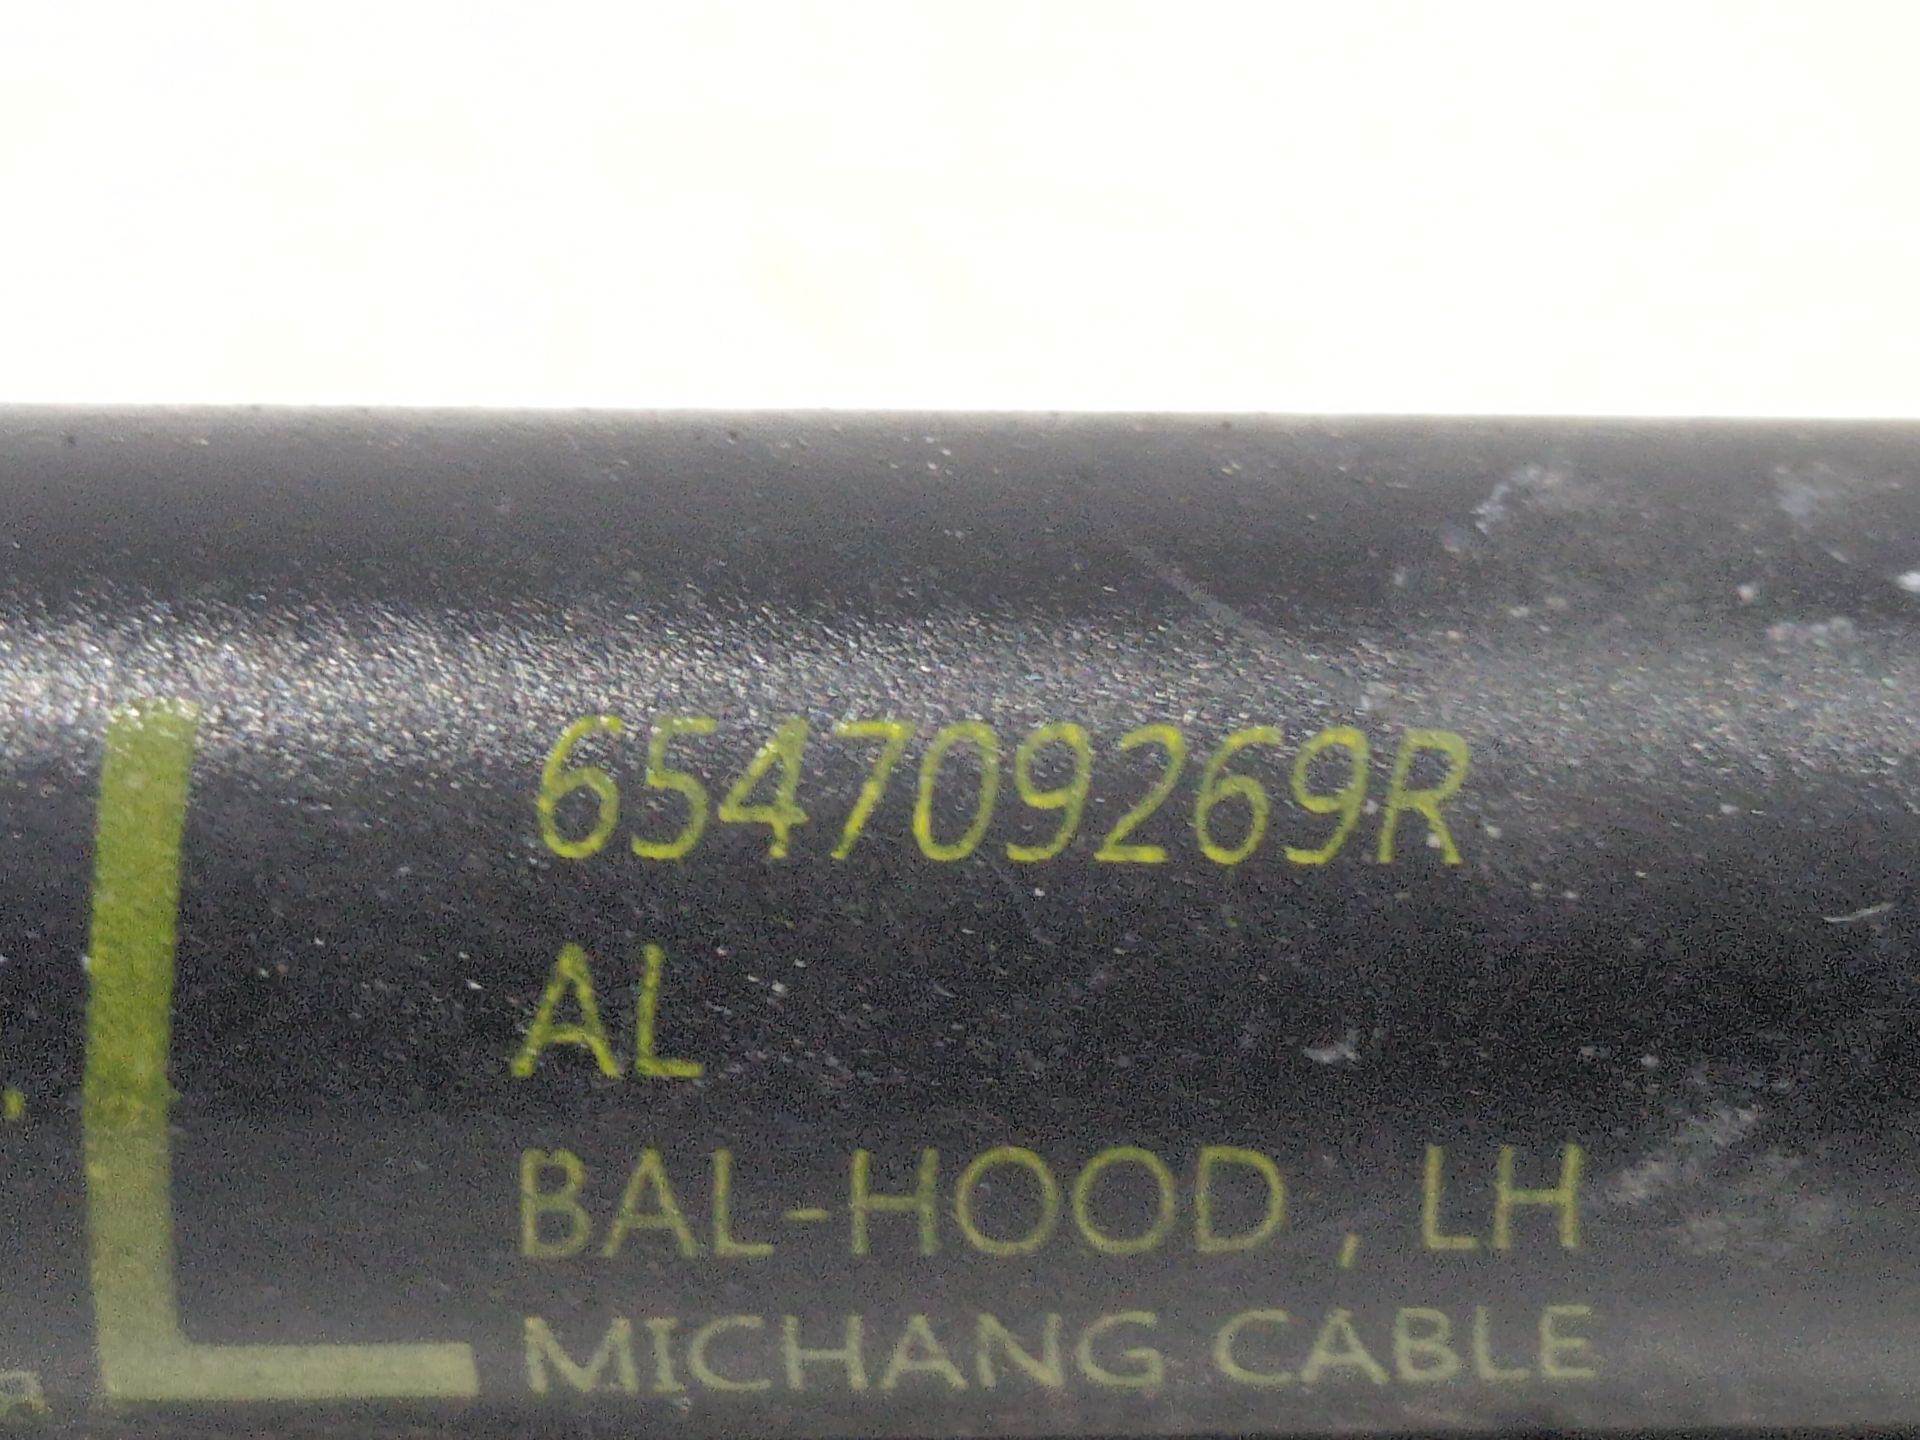 L
654709269R
AL
BAL-HOOD , LH
MICHANG CABLE